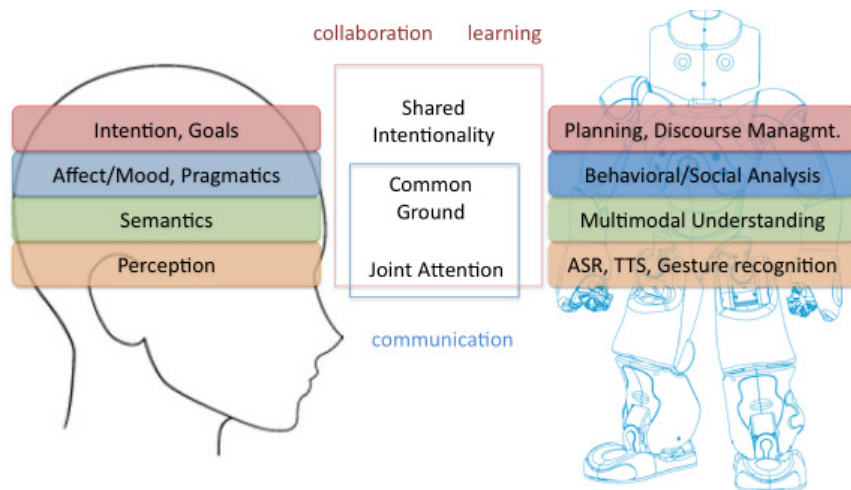 collaboration learning
Intention, Goals
Affect/Mood, Pragmatics
Semantics
Perception
Shared
Intentionality
Common
Ground
Joint Attention
communication
Planning, Discourse Managmt.
Behavioral/Social Analysis
Multimodal Understanding
ASR, TTS, Gesture recognition